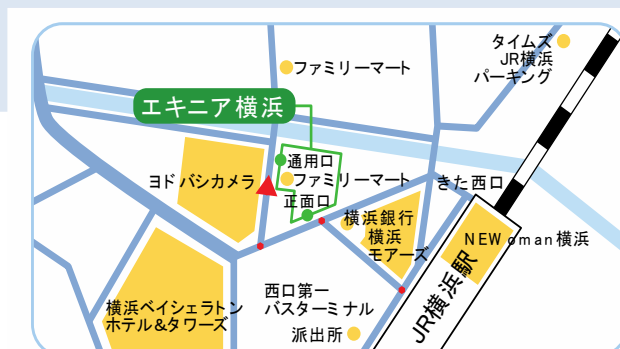 タイムズ
JR横浜
パーキング
ファミリーマート
エキニア横浜
通用口
ヨドバシカメラ
ファミリーマート
きた西口
正面口
横浜銀行
横浜
モアーズ
NEWoman横浜
JR横浜駅
西口第一
バスターミナル
横浜ベイシェラトン
ホテル&タワーズ
派出所